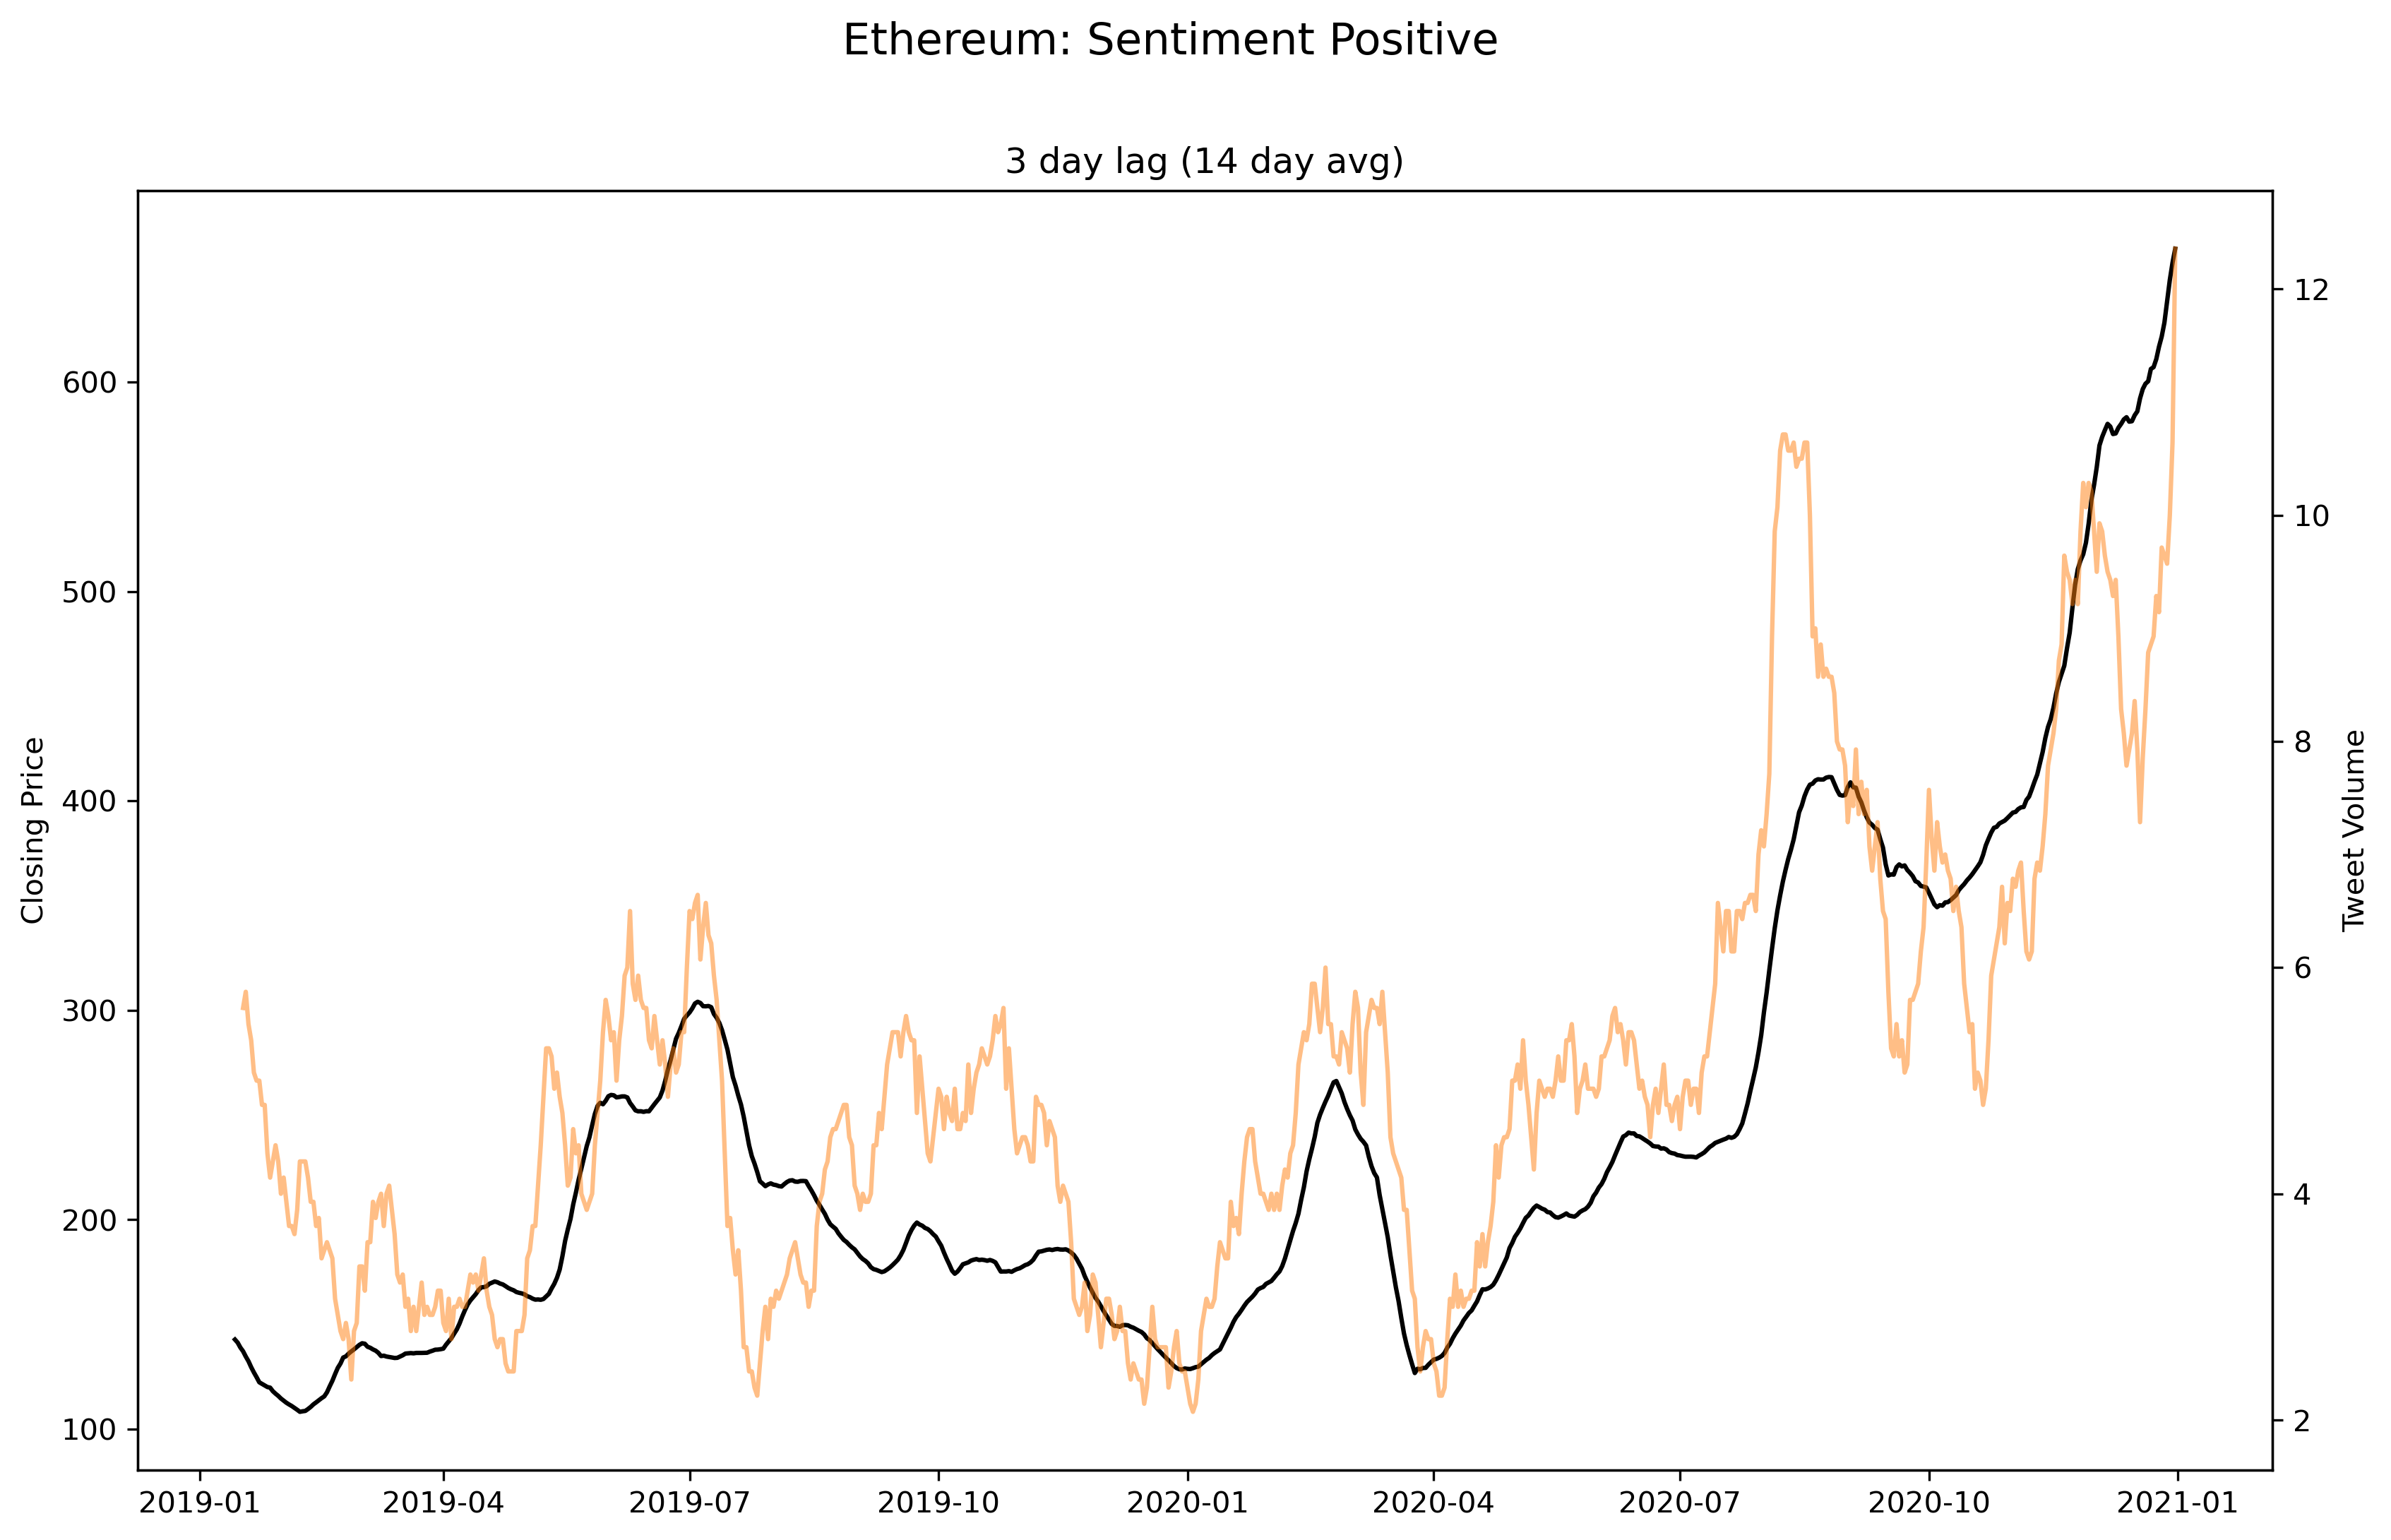 Ethereum: Sentiment Positive
3 day lag (14 day avg)
Closing Price
600
500
400
300
200
100
12
10
8
6
4
2
Tweet Volume
2019-01 2019-04 2019-07 2019-10 2020-01 2020-04 2020-07 2020-10 2021-01